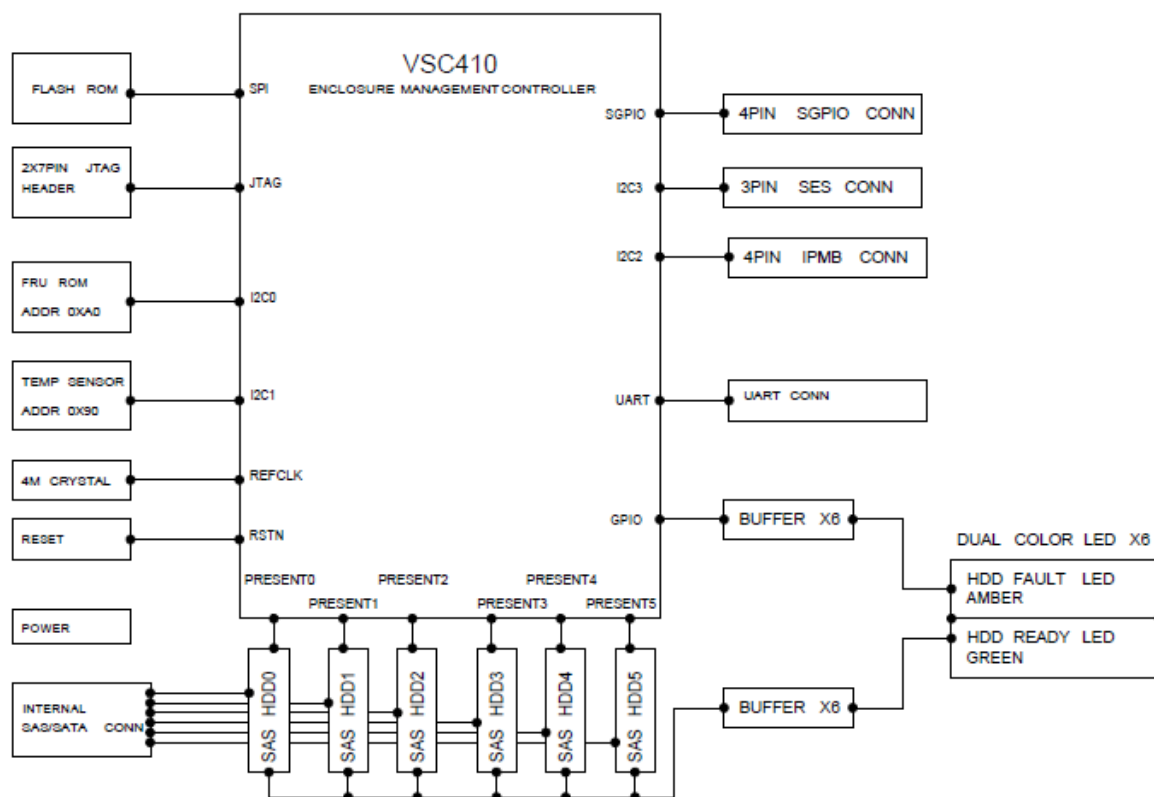 VSC410
ENCLOSURE MANAGEMENT CONTROLLER
FLASH ROM
SPI
2X7PIN JTAG
HEADER
JTAG
FRU ROM
ADDR 0XA0
I2C0
TEMP SENSOR
ADDR 0X90
I2C1
4M CRYSTAL
REFCLK
RESET
RSTN
POWER
INTERNAL
SAS/SATA CONN
SGPIO
4PIN SGPIO CONN
I2C3
3PIN SES CONN
I2C2
4PIN IPMB CONN
UART
UART CONN
GPIO
BUFFER X6
DUAL COLOR LED X6
HDD FAULT LED
AMBER
HDD READY LED
GREEN
BUFFER X6
PRESENT0
PRESENT1
PRESENT2
PRESENT3
PRESENT4
PRESENT5
SAS HDD0
SAS HDD1
SAS HDD2
SAS HDD3
SAS HDD4
SAS HDD5